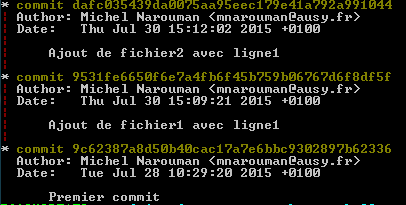 * commit dafc035439da0075aa95eec179e41a792a991044
Author: Michel Narouman (mnarouman@ausy.fr)
Date: Thu Jul 30 15:12:02 2015 +0100
Ajout de fichier2 avec ligne1
* commit 9531fe6650f6e7a4fb6f45b759b06767d6f8df5f
Author: Michel Narouman (mnarouman@ausy.fr)
Date: Thu Jul 30 15:09:21 2015 +0100
Ajout de fichier1 avec ligne1
* commit 9c62387a8d50b40cac17a7e6bbc9302897b62336
Author: Michel Narouman (mnarouman@ausy.fr)
Date: Tue Jul 28 10:29:20 2015 +0100
Premier commit